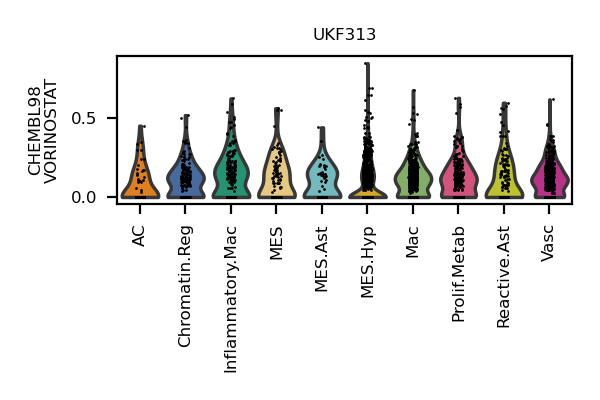 UKF313
CHEMBL98
VORINOSTAT
0.5
0.0
AC
Chromatin.Reg
Inflammatory.Mac
MES
MES.Ast
MES.Hyp
Mac
Prolif.Metab
Reactive.Ast
Vasc